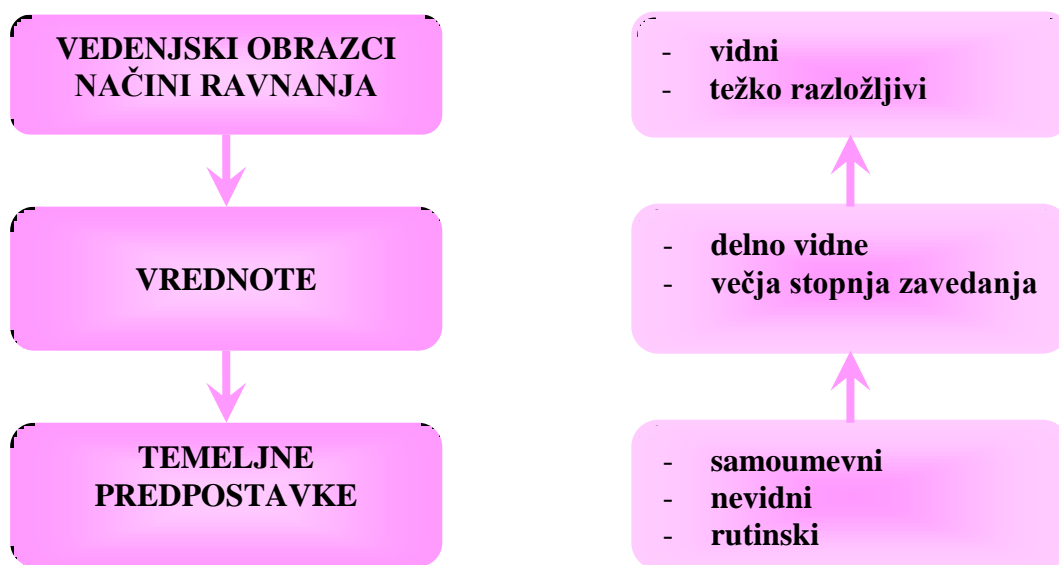 VEDENJSKI OBRAZCI
NAČINI RAVNANJA
- vidni
- težko razložljivi
VREDNOTE
- delno vidne
- večja stopnja zavedanja
TEMELJNE
PREDPOSTAVKE
- samoumevni
- nevidni
- rutinski